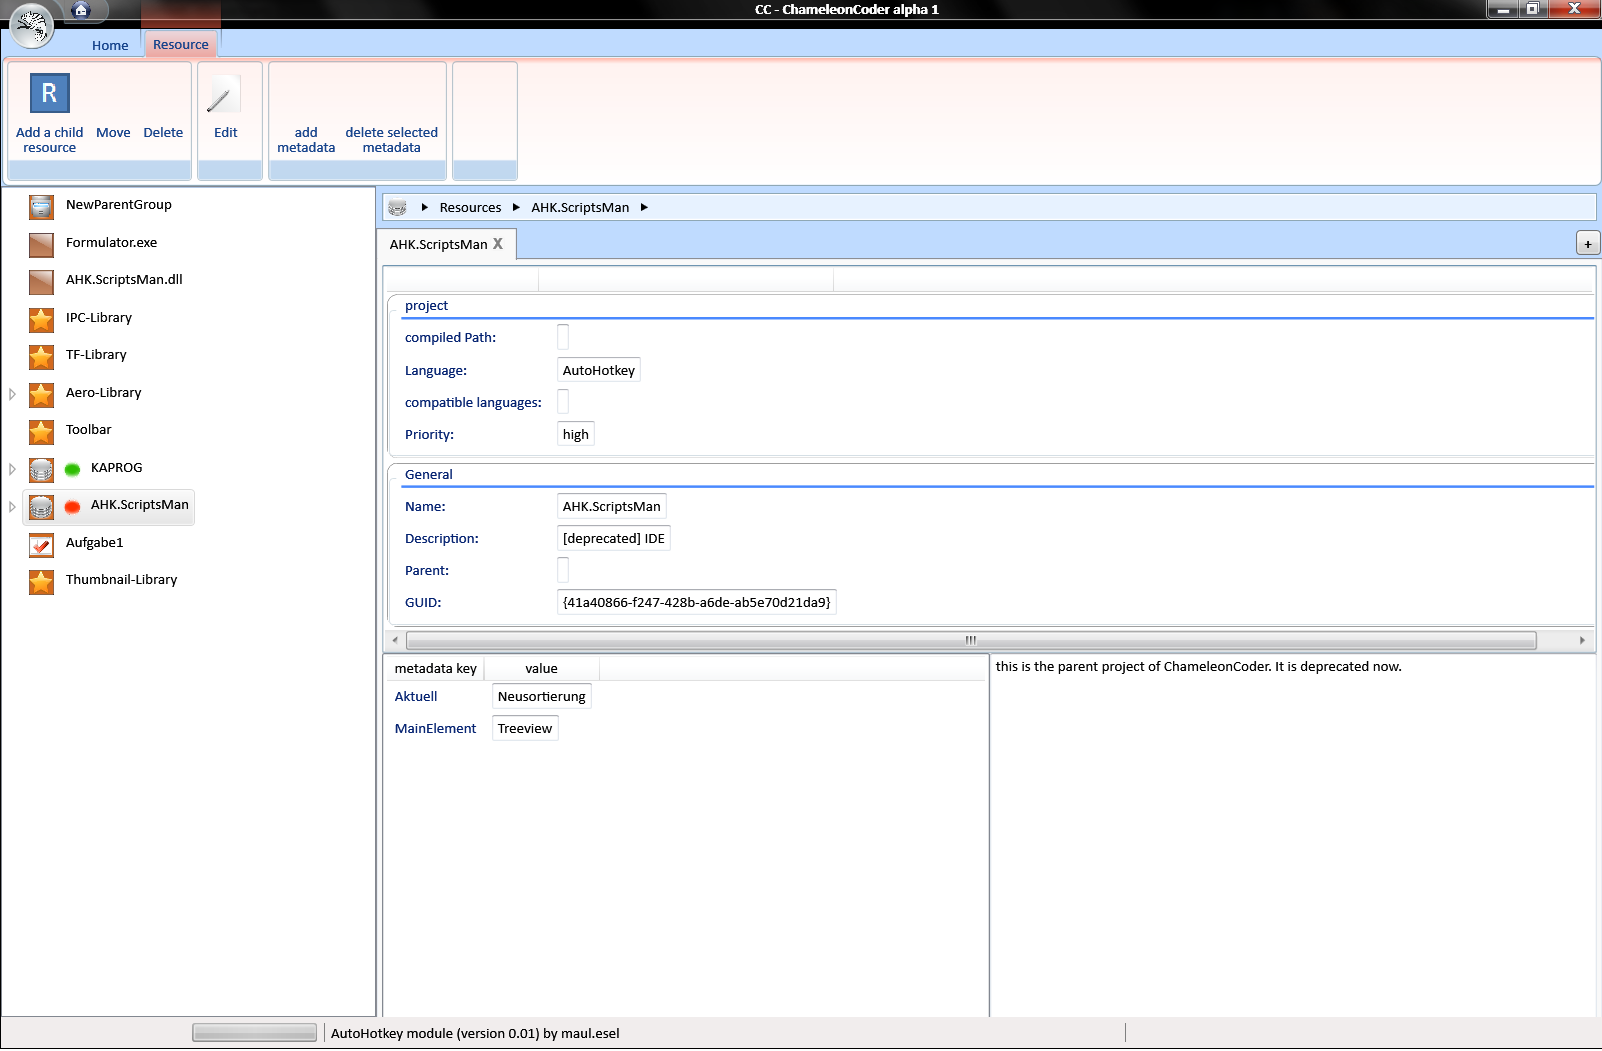 CC - ChameleonCoder alpha 1
Home
Resource
R
Add a child
resource
Move
Delete
Edit
add
metadata
delete selected
metadata
NewParentGroup
Formulator.exe
AHK.ScriptsMan.dll
IPC-Library
TF-Library
Aero-Library
Toolbar
KAPROG
AHK.ScriptsMan
Aufgabe1
Thumbnail-Library
Resources
AHK.ScriptsMan
AHK.ScriptsMan X
+
project
compiled Path:
Language: AutoHotkey
compatible languages:
Priority: high
General
Name: AHK.ScriptsMan
Description: [deprecated] IDE
Parent:
GUID: {41a40866-f247-428b-a6de-ab5e70d21da9}
metadata key value
Aktuell Neusortierung
MainElement Treeview
this is the parent project of ChameleonCoder. It is deprecated now.
AutoHotkey module (version 0.01) by maul.esel